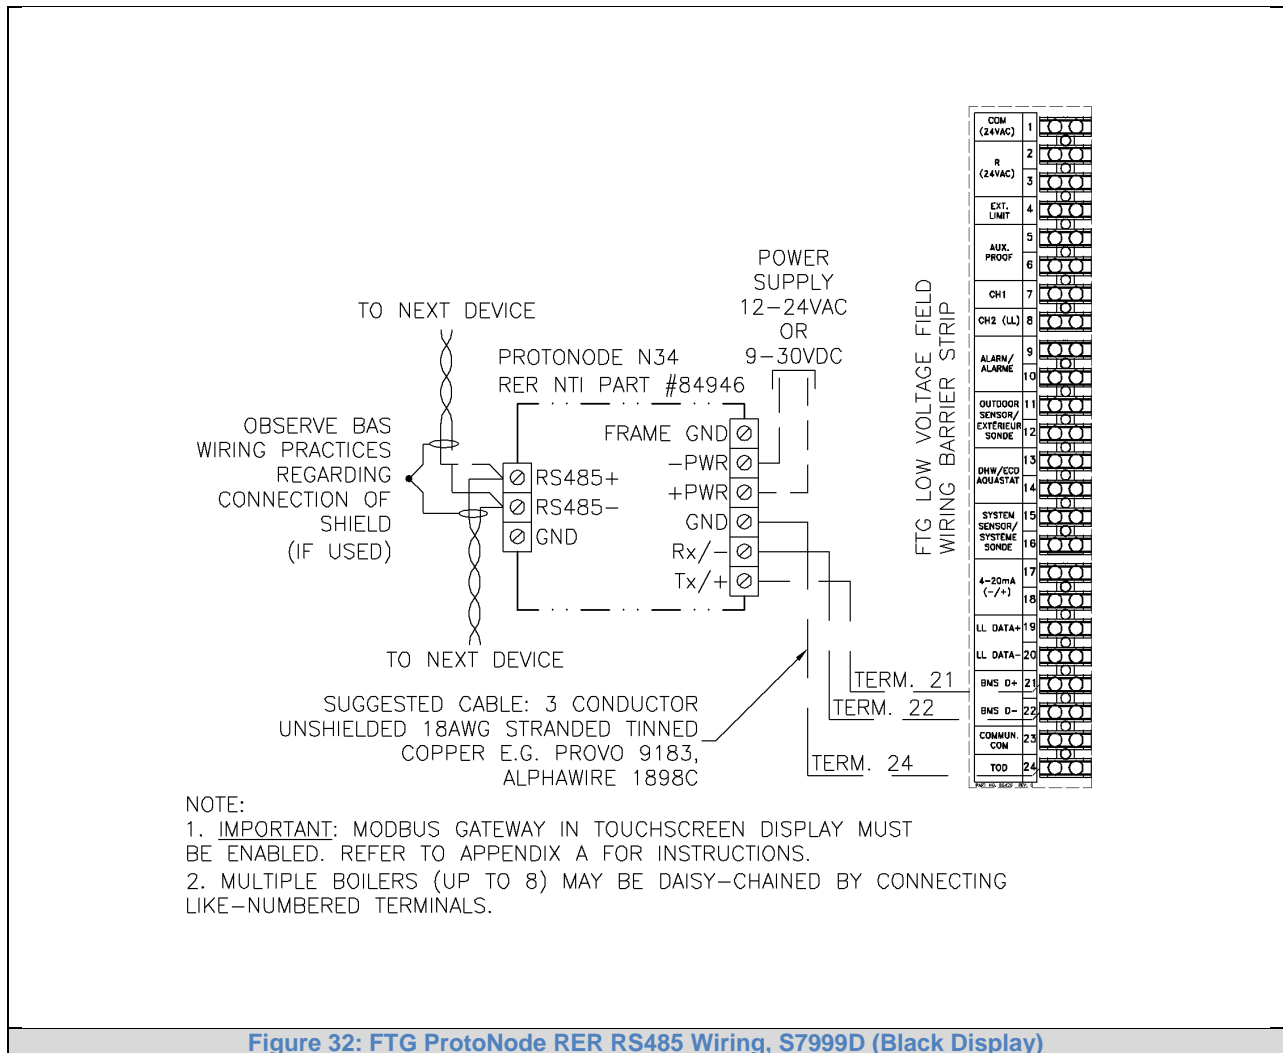 COM
(24VAC)
1
R
(24VAC)
2
3
EXT.
LIMIT
4
AUX.
PROOF
5
6
CH1
7
CH2 (LL)
8
ALARM/
ALARME
9
10
OUTDOOR
SENSOR/
EXTÉRIEUR
SONDE
11
12
DHW/ECD
AQUASTAT
13
14
SYSTEM
SENSOR/
SYSTÈME
SONDE
15
16
4-20mA
(-/+)
17
18
LL DATA+
19
LL DATA-
20
BMS D+
21
BMS D-
22
COMMUN.
COM
23
TOD
24
FTG LOW VOLTAGE FIELD
WIRING BARRIER STRIP
POWER
SUPPLY
12-24VAC
OR
9-30VDC
TO NEXT DEVICE
PROTONODE N34
RER NTI PART #84946
OBSERVE BAS
WIRING PRACTICES
REGARDING
CONNECTION OF
SHIELD
(IF USED)
RS485+
RS485-
GND
FRAME GND
-PWR
+PWR
GND
Rx/-
Tx/+
TO NEXT DEVICE
TERM. 21
TERM. 22
TERM. 24
SUGGESTED CABLE: 3 CONDUCTOR
UNSHIELDED 18AWG STRANDED TINNED
COPPER E.G. PROVO 9183,
ALPHAWIRE 1898C
NOTE:
1. IMPORTANT: MODBUS GATEWAY IN TOUCHSCREEN DISPLAY MUST
BE ENABLED. REFER TO APPENDIX A FOR INSTRUCTIONS.
2. MULTIPLE BOILERS (UP TO 8) MAY BE DAISY-CHAINED BY CONNECTING
LIKE-NUMBERED TERMINALS.
Figure 32: FTG ProtoNode RER RS485 Wiring, S7999D (Black Display)